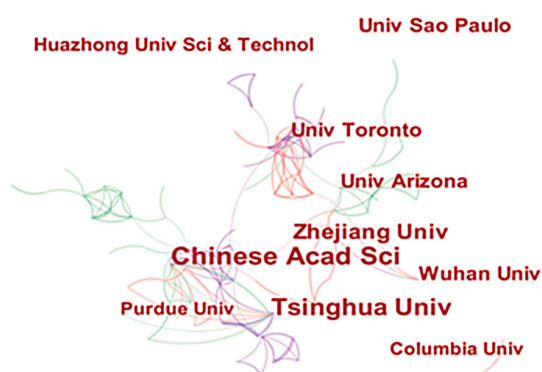 Univ Sao Paulo
Huazhong Univ Sci & Technol
Univ Toronto
Univ Arizona
Zhejiang Univ
Chinese Acad Sci
Wuhan Univ
Purdue Univ
Tsinghua Univ
Columbia Univ